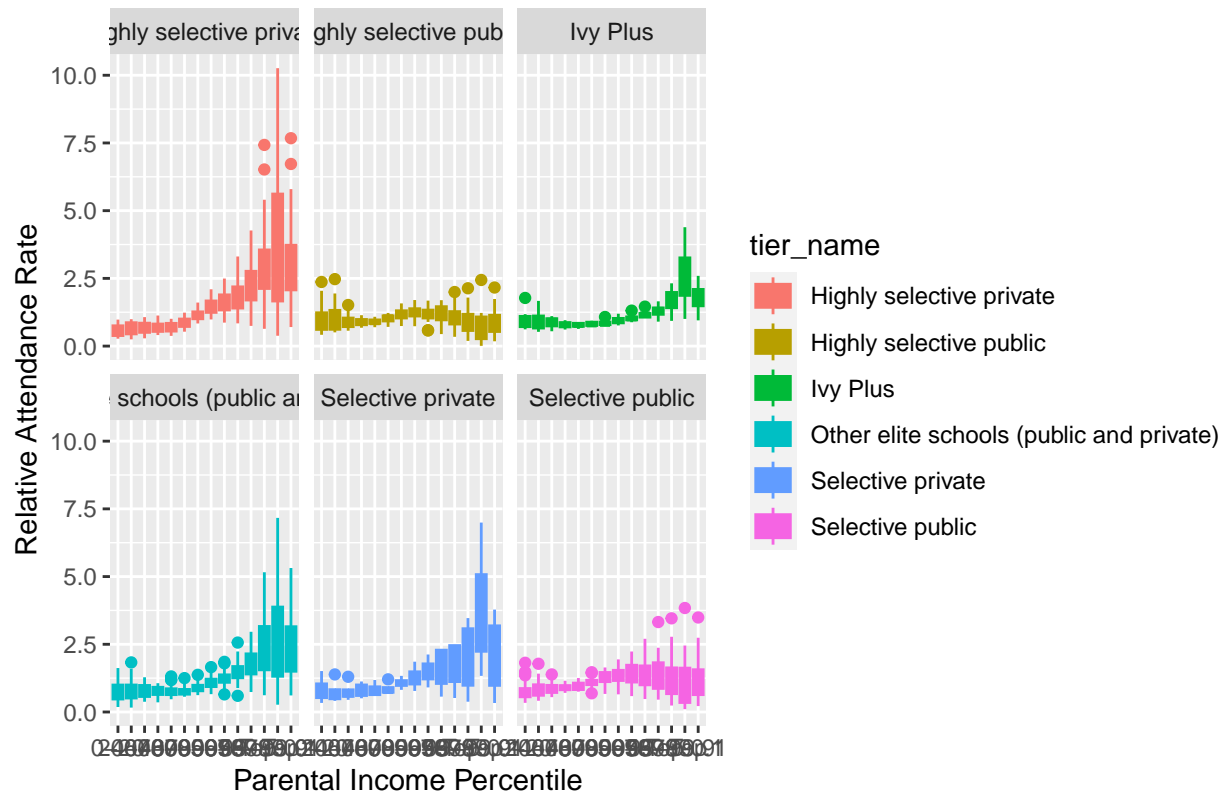 ghly selective priva
ghly selective pub
Ivy Plus
10.0
7.5
5.0
2.5
0.0
schools (public ar
Selective private
Selective public
10.0
7.5
5.0
2.5
0.0
Relative Attendance Rate
Parental Income Percentile
tier_name
Highly selective private
Highly selective public
Ivy Plus
Other elite schools (public and private)
Selective private
Selective public